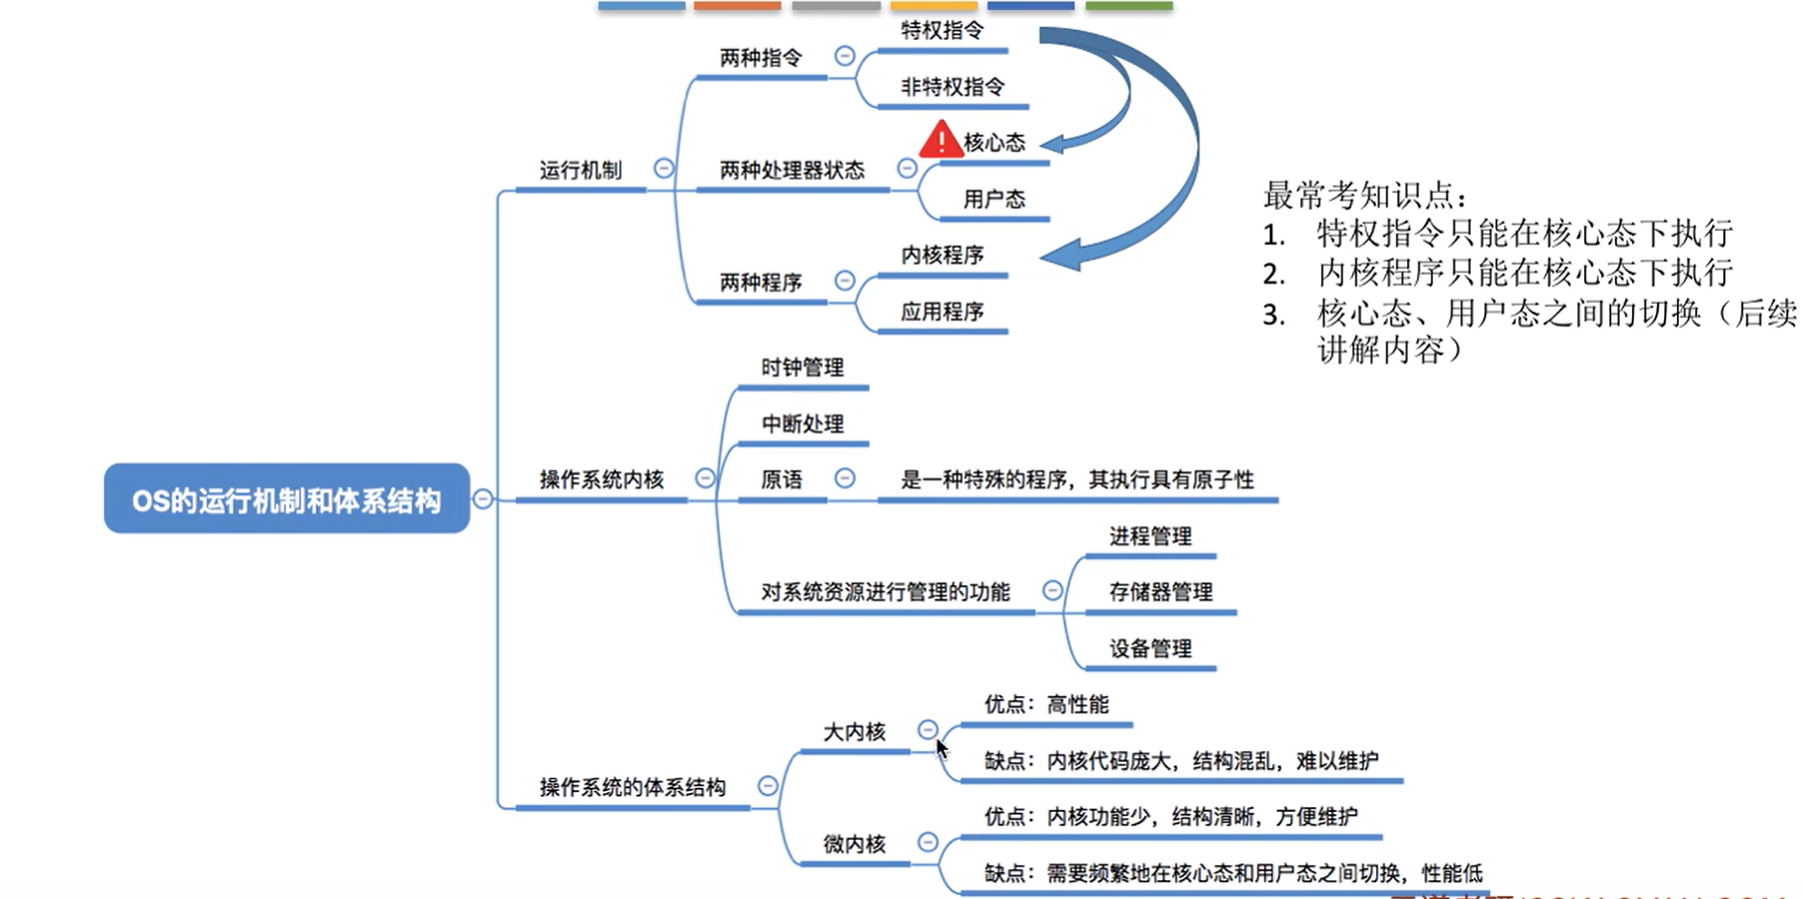 特权指令
两种指令
非特权指令
核心态
运行机制
两种处理器状态
用户态
内核程序
两种程序
应用程序
最常考知识点：
1. 特权指令只能在核心态下执行
2. 内核程序只能在核心态下执行
3. 核心态、用户态之间的切换（后续
讲解内容）
时钟管理
中断处理
操作系统内核
原语
是一种特殊的程序，其执行具有原子性
OS的运行机制和体系结构
进程管理
对系统资源进行管理的功能
存储器管理
设备管理
优点：高性能
大内核
缺点：内核代码庞大，结构混乱，难以维护
操作系统的体系结构
优点：内核功能少，结构清晰，方便维护
微内核
缺点：需要频繁地在核心态和用户态之间切换，性能低